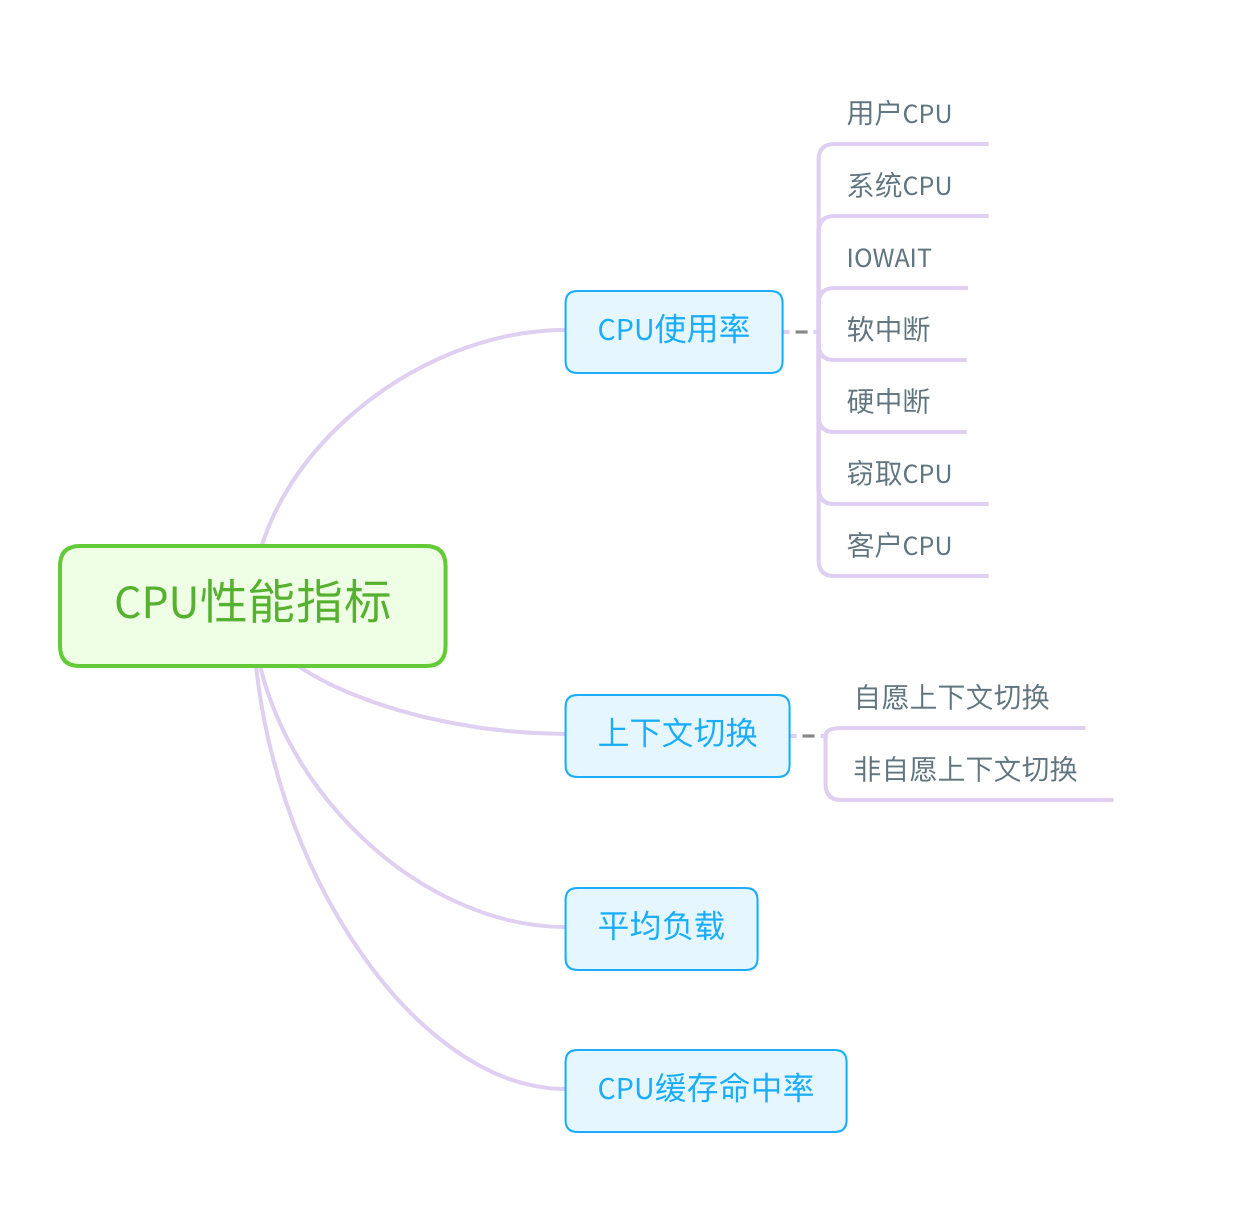 CPU性能指标
CPU使用率
用户CPU
系统CPU
IOWAIT
软中断
硬中断
窃取CPU
客户CPU
上下文切换
自愿上下文切换
非自愿上下文切换
平均负载
CPU缓存命中率